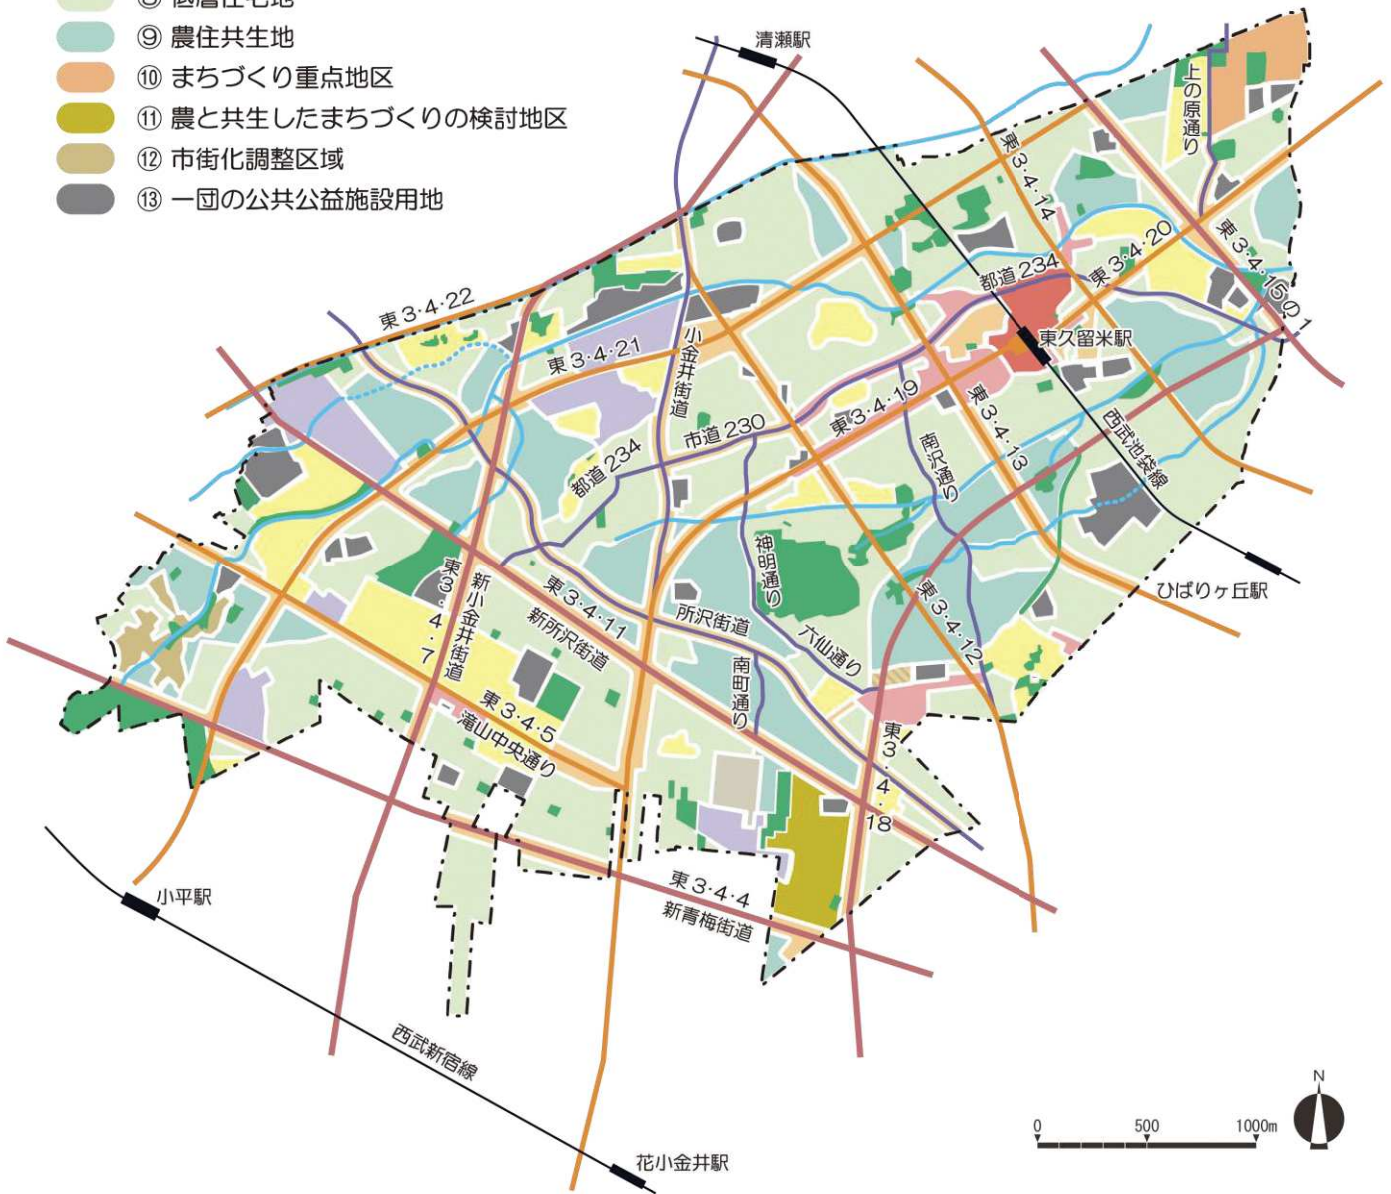 ⑧ 低層住宅地
⑨ 農住共生地
⑩ まちづくり重点地区
⑪ 農と共生したまちづくりの検討地区
⑫ 市街化調整区域
⑬ 一団の公共公益施設用地
清瀬駅
上の原通り
東3・4・14
東3・4・20
東3・4・15の1
都道234
東久留米駅
東3・4・22
東3・4・21
小金井街道
市道230
東3・4・19
東3・4・13
南沢通り
西武池袋線
都道234
神明通り
ひばりヶ丘駅
東3・4・7
新小金井街道
東3・4・11
新所沢街道
所沢街道
六仙通り
東3・4・12
南町通り
東3・4・5
滝山中央通り
東3・4・18
東3・4・4
新青梅街道
小平駅
西武新宿線
花小金井駅
N
0 500 1000m